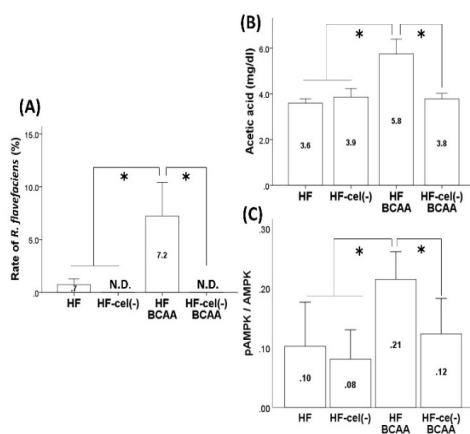 (A)
Rate of R. flavefaciens (%)
15.0
10.0
5.0
.0
*
*
.7
N.D.
7.2
N.D.
HF
HF-cel(-)
HF
BCAA
HF-cel(-)
BCAA
(B)
Acetic acid (mg/dl)
6.0
4.0
2.0
.0
*
*
3.6
3.9
5.8
3.8
HF
HF-cel(-)
HF
BCAA
HF-cel(-)
BCAA
(C)
pAMPK / AMPK
.30
.20
.10
.00
*
*
.10
.08
.21
.12
HF
HF-cel(-)
HF
BCAA
HF-cel(-)
BCAA